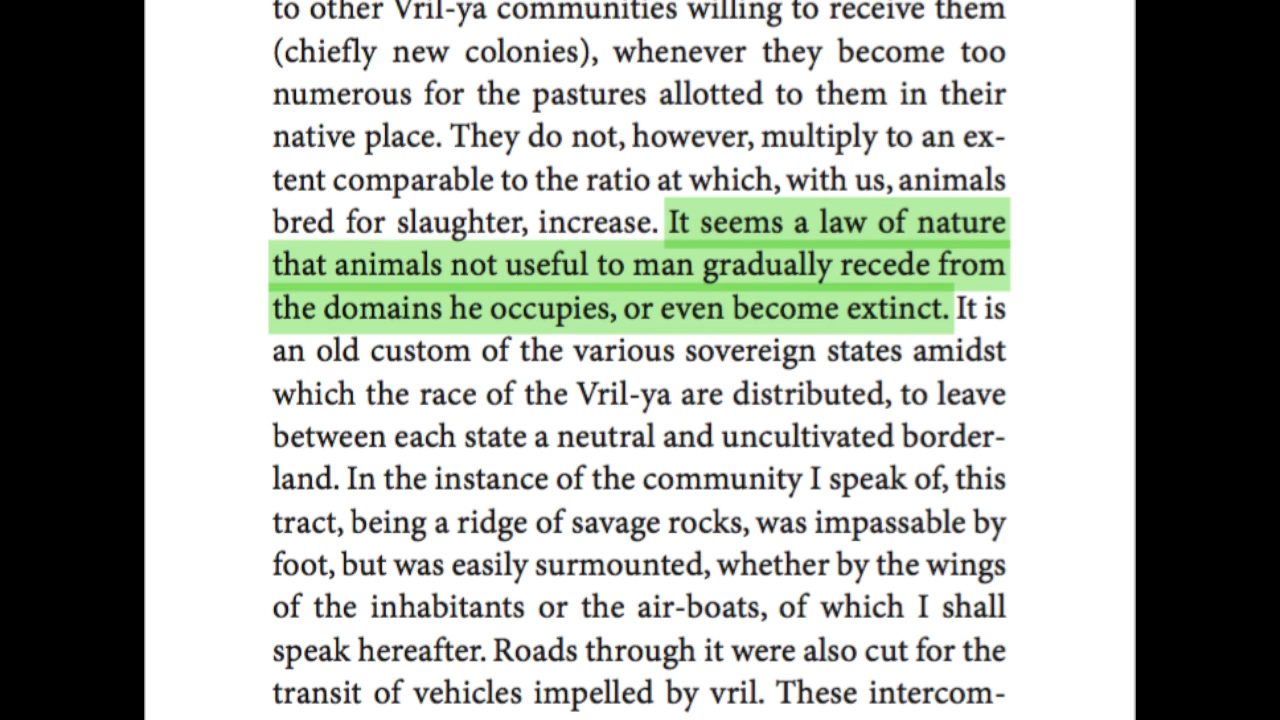 to other Vril-ya communities willing to receive them
(chiefly new colonies), whenever they become too
numerous for the pastures allotted to them in their
native place. They do not, however, multiply to an ex-
tent comparable to the ratio at which, with us, animals
bred for slaughter, increase. It seems a law of nature
that animals not useful to man gradually recede from
the domains he occupies, or even become extinct. It is
an old custom of the various sovereign states amidst
which the race of the Vril-ya are distributed, to leave
between each state a neutral and uncultivated border-
land. In the instance of the community I speak of, this
tract, being a ridge of savage rocks, was impassable by
foot, but was easily surmounted, whether by the wings
of the inhabitants or the air-boats, of which I shall
speak hereafter. Roads through it were also cut for the
transit of vehicles impelled by vril. These intercom-